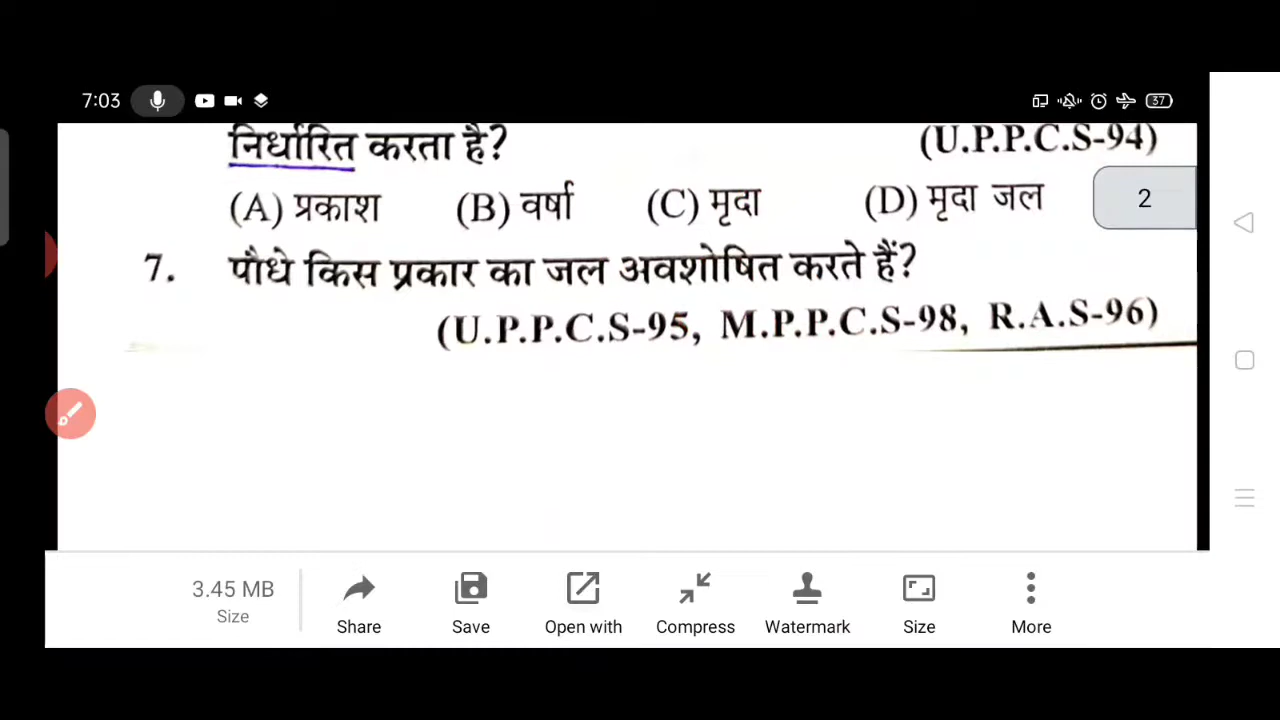 7:03
37
निर्धारित करता है?
(U.P.P.C.S-94)
(A) प्रकाश (B) वर्षा (C) मृदा (D) मृदा जल
2
7. पौधे किस प्रकार का जल अवशोषित करते हैं?
(U.P.P.C.S-95, M.P.P.C.S-98, R.A.S-96)
3.45 MB
Size
Share
Save
Open with
Compress
Watermark
Size
More